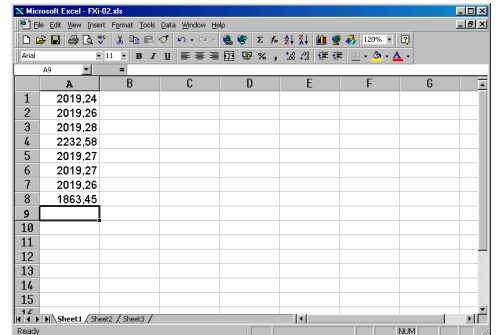 Microsoft Excel - FXi-02.xls
File Edit View Insert Format Tools Data Window Help
120%
Arial 11 B I U % ,
A9 =
A B C D E F G
1 2019,24
2 2019,26
3 2019,28
4 2232,58
5 2019,27
6 2019,27
7 2019,26
8 1863,45
9
10
11
12
13
14
15
16
Sheet1 Sheet2 Sheet3
Ready NUM